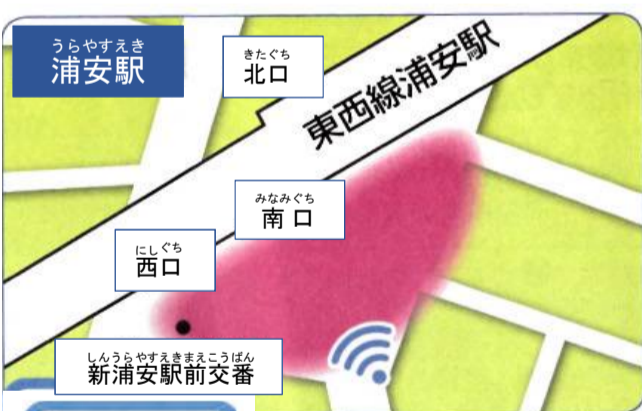 うらやすえき
浦安駅
きたぐち
北口
東西線浦安駅
みなみぐち
南口
にしぐち
西口
しんうらやすえきまえこうばん
新浦安駅前交番